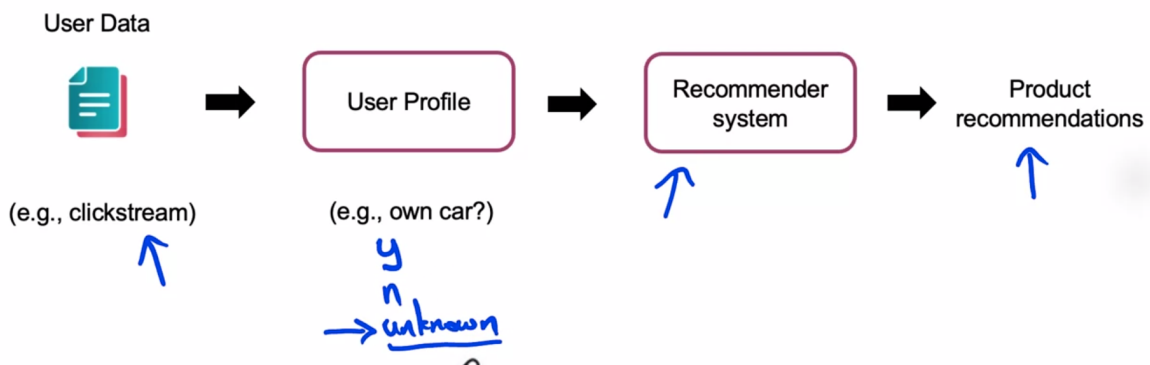 User Data
User Profile
Recommender
system
Product
recommendations
(e.g., clickstream)
(e.g., own car?)
y
n
unknown